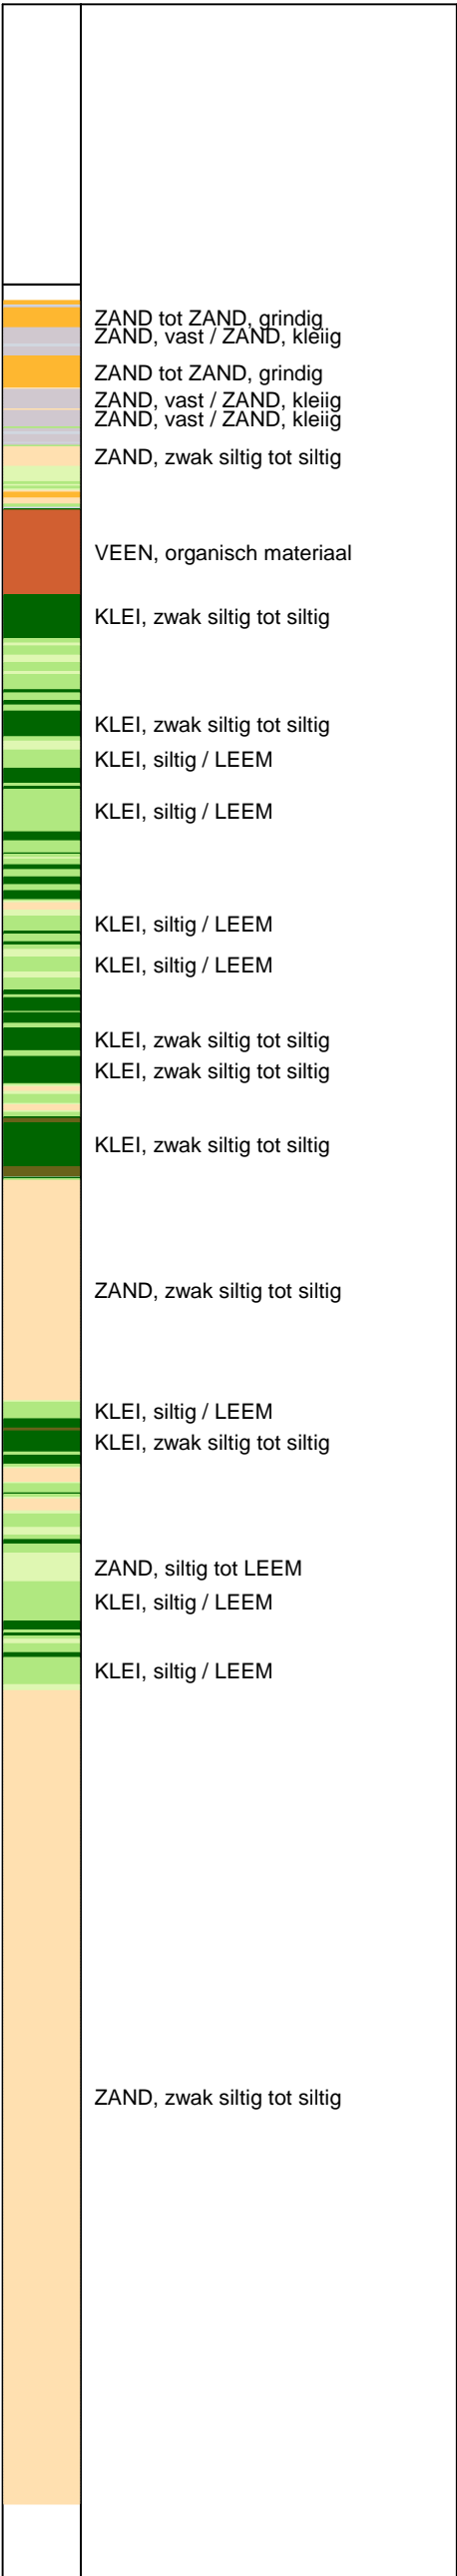 ZAND tot ZAND, grindig
ZAND, vast / ZAND, kleiig
ZAND tot ZAND, grindig
ZAND, vast / ZAND, kleiig
ZAND, vast / ZAND, kleiig
ZAND, zwak siltig tot siltig
VEEN, organisch materiaal
KLEI, zwak siltig tot siltig
KLEI, zwak siltig tot siltig
KLEI, siltig / LEEM
KLEI, siltig / LEEM
KLEI, siltig / LEEM
KLEI, siltig / LEEM
KLEI, zwak siltig tot siltig
KLEI, zwak siltig tot siltig
KLEI, zwak siltig tot siltig
ZAND, zwak siltig tot siltig
KLEI, siltig / LEEM
KLEI, zwak siltig tot siltig
ZAND, siltig tot LEEM
KLEI, siltig / LEEM
KLEI, siltig / LEEM
ZAND, zwak siltig tot siltig